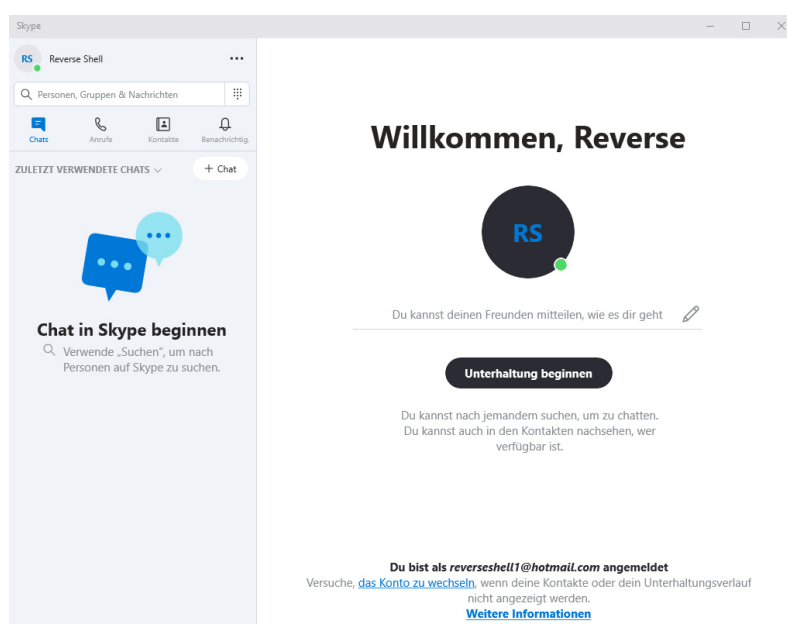 Skype
RS Reverse Shell
Personen, Gruppen & Nachrichten
Chats Anrufe Kontakte Benachrichtig.
ZULETZT VERWENDETE CHATS + Chat
Chat in Skype beginnen
Verwende „Suchen“, um nach
Personen auf Skype zu suchen.
Willkommen, Reverse
RS
Du kannst deinen Freunden mitteilen, wie es dir geht
Unterhaltung beginnen
Du kannst nach jemandem suchen, um zu chatten.
Du kannst auch in den Kontakten nachsehen, wer
verfügbar ist.
Du bist als reverseshell1@hotmail.com angemeldet
Versuche, das Konto zu wechseln, wenn deine Kontakte oder dein Unterhaltungsverlauf
nicht angezeigt werden.
Weitere Informationen